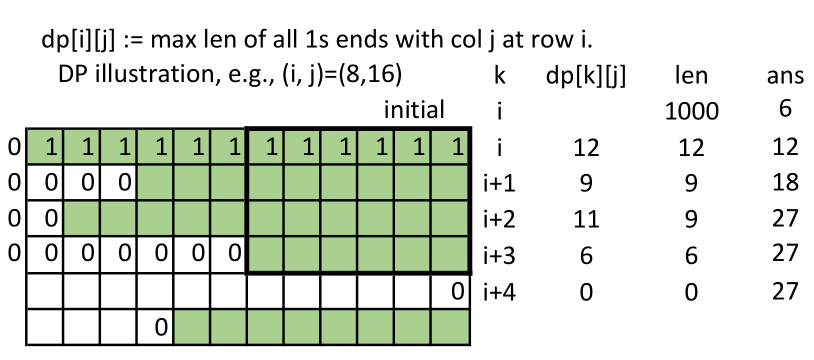 dp[i][j] := max len of all 1s ends with col j at row i.
DP illustration, e.g., (i, j)=(8,16) k dp[k][j] len ans
initial i 1000 6
0 1 1 1 1 1 1 1 1 1 1 1 1 i 12 12 12
0 0 0 0 i+1 9 9 18
0 0 i+2 11 9 27
0 0 0 0 0 0 0 i+3 6 6 27
0 i+4 0 0 27
0